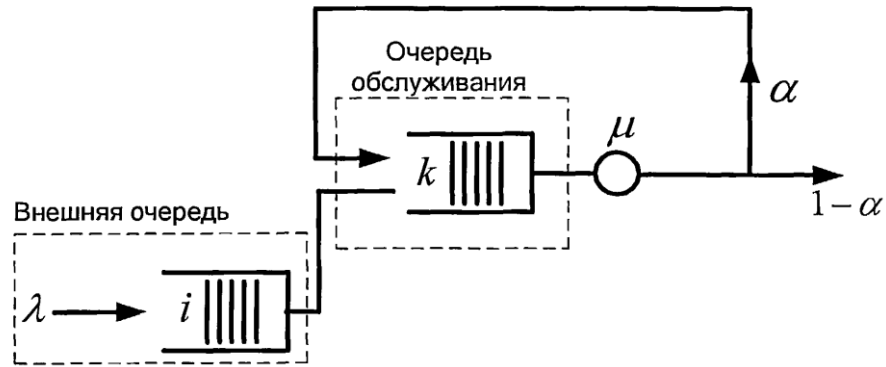 Очередь
обслуживания
μ
α
k
1 − α
Внешняя очередь
λ
i